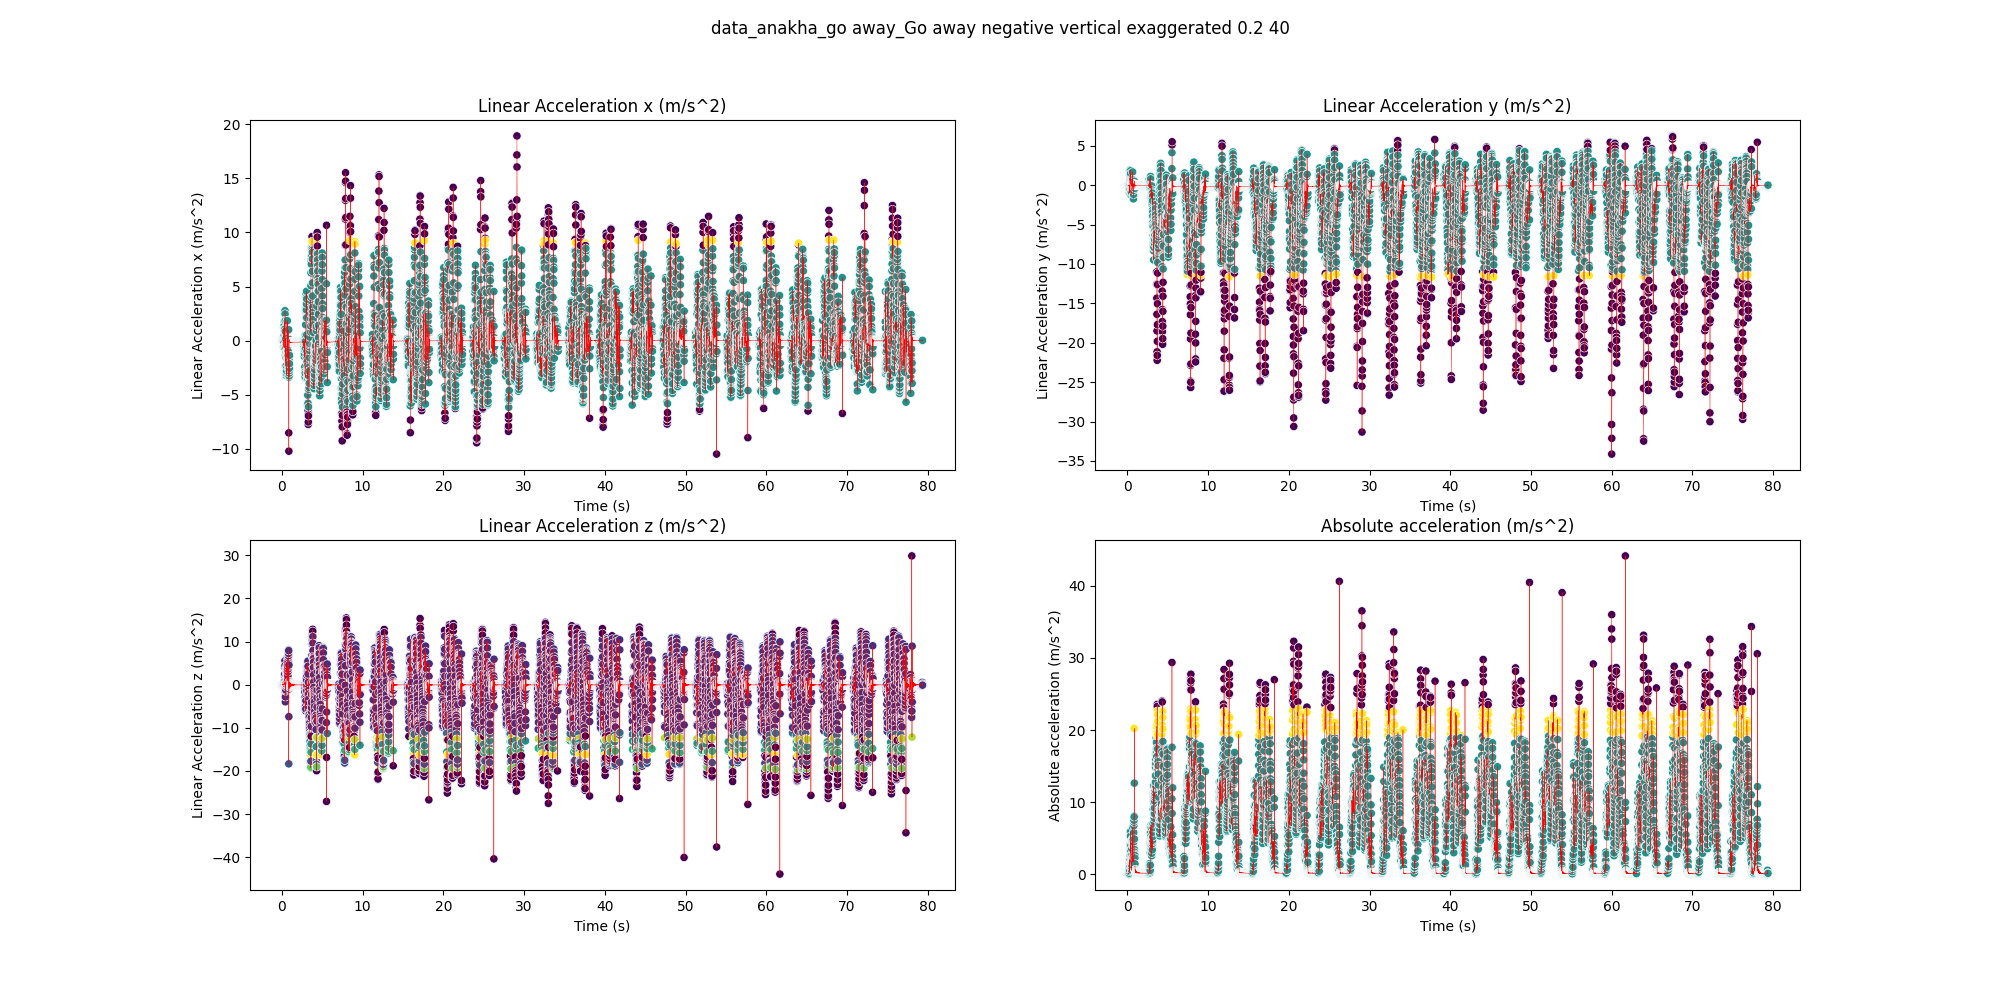 data_anakha_go away_Go away negative vertical exaggerated 0.2 40
Linear Acceleration x (m/s^2)
Linear Acceleration x (m/s^2)
20
15
10
5
0
−5
−10
0 10 20 30 40 50 60 70 80
Time (s)
Linear Acceleration y (m/s^2)
Linear Acceleration y (m/s^2)
5
0
−5
−10
−15
−20
−25
−30
−35
0 10 20 30 40 50 60 70 80
Time (s)
Linear Acceleration z (m/s^2)
Linear Acceleration z (m/s^2)
30
20
10
0
−10
−20
−30
−40
0 10 20 30 40 50 60 70 80
Time (s)
Absolute acceleration (m/s^2)
Absolute acceleration (m/s^2)
40
30
20
10
0
0 10 20 30 40 50 60 70 80
Time (s)